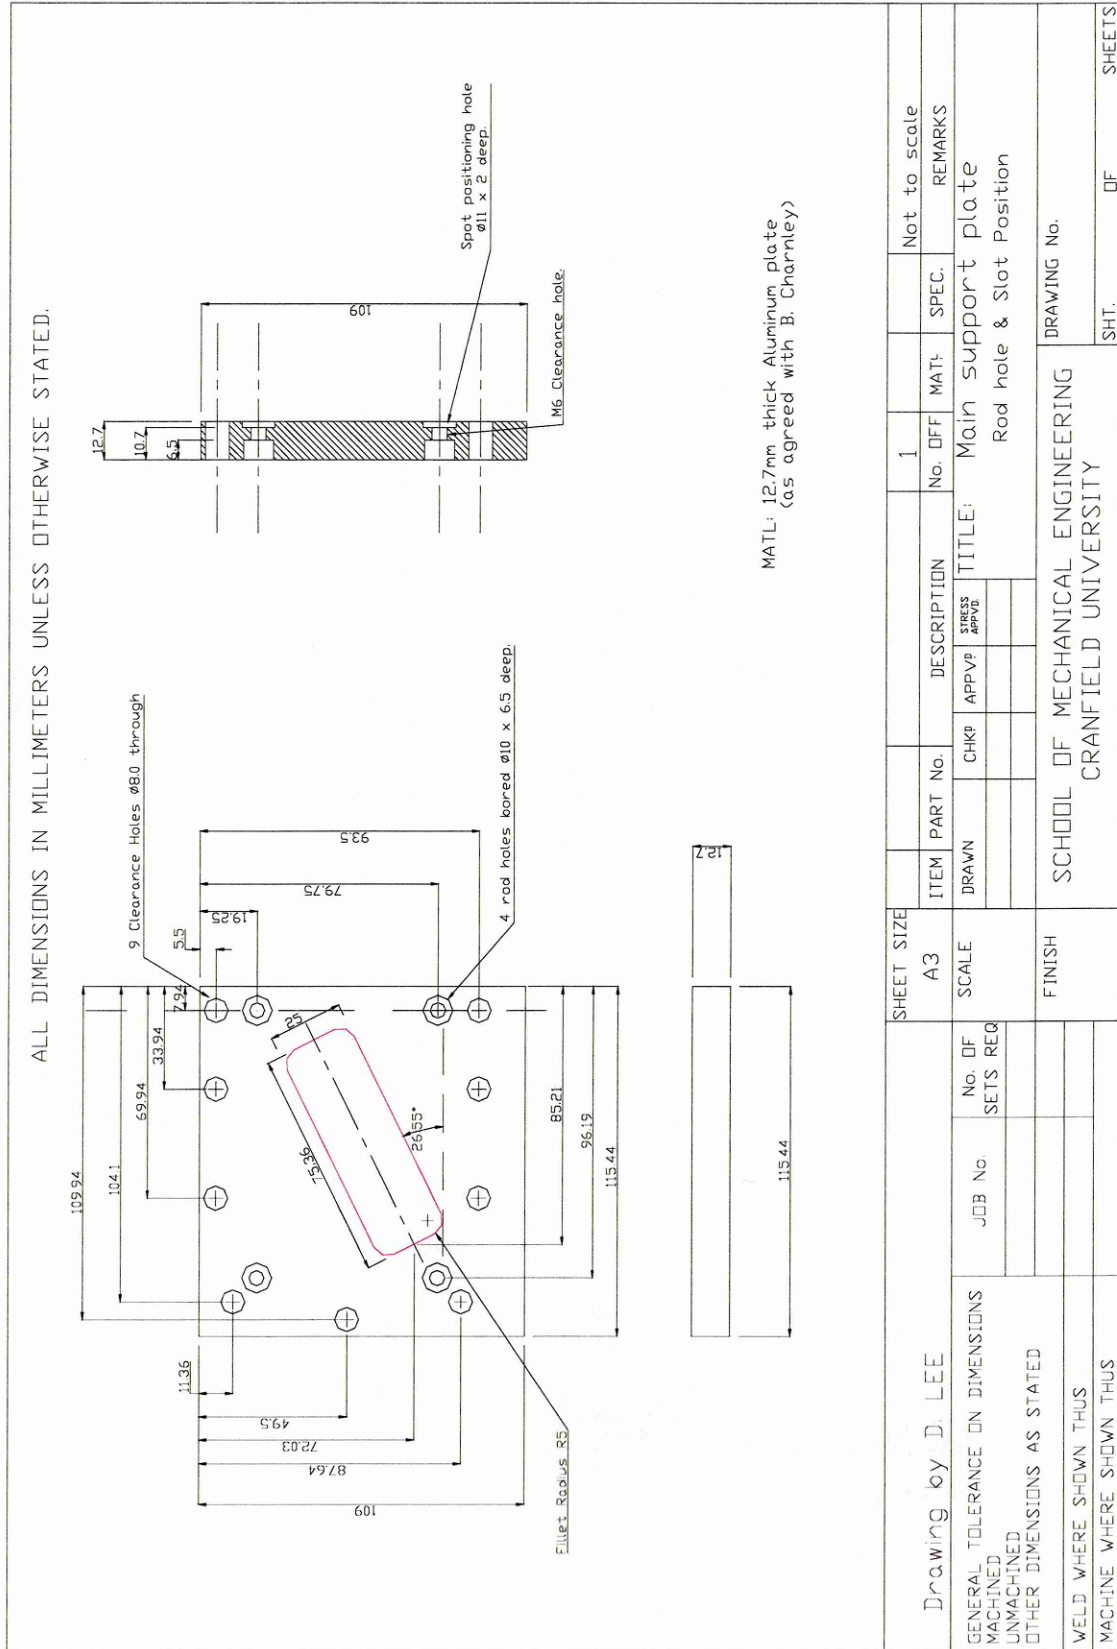 ALL DIMENSIONS IN MILLIMETERS UNLESS OTHERWISE STATED.
109.94
104.1
69.94
33.94
7.94
5.5
19.25
79.75
93.5
9 Clearance Holes ø8.0 through
4 rod holes bored ø10 x 6.5 deep.
11.36
49.5
72.03
87.64
109
75.36
25
26.55°
Fillet Radius R5
85.21
96.19
115.44
12.7
115.44
12.7
10.7
6.5
109
Spot positioning hole
ø11 x 2 deep.
M6 Clearance hole.
MATL: 12.7mm thick Aluminum plate
(as agreed with B. Charnley)
Drawing by D. LEE
GENERAL TOLERANCE ON DIMENSIONS
MACHINED
UNMACHINED
OTHER DIMENSIONS AS STATED
WELD WHERE SHOWN THUS
MACHINE WHERE SHOWN THUS
JOB No.
No. OF
SETS REQ
SHEET SIZE
A3
SCALE
FINISH
1
Not to scale
ITEM PART No. DESCRIPTION No. OFF MATL SPEC. REMARKS
DRAWN CHKD APPVD STRESS
APPVD.
TITLE: Main support plate
Rod hole & Slot Position
SCHOOL OF MECHANICAL ENGINEERING
CRANFIELD UNIVERSITY
DRAWING No.
SHT. OF SHEETS